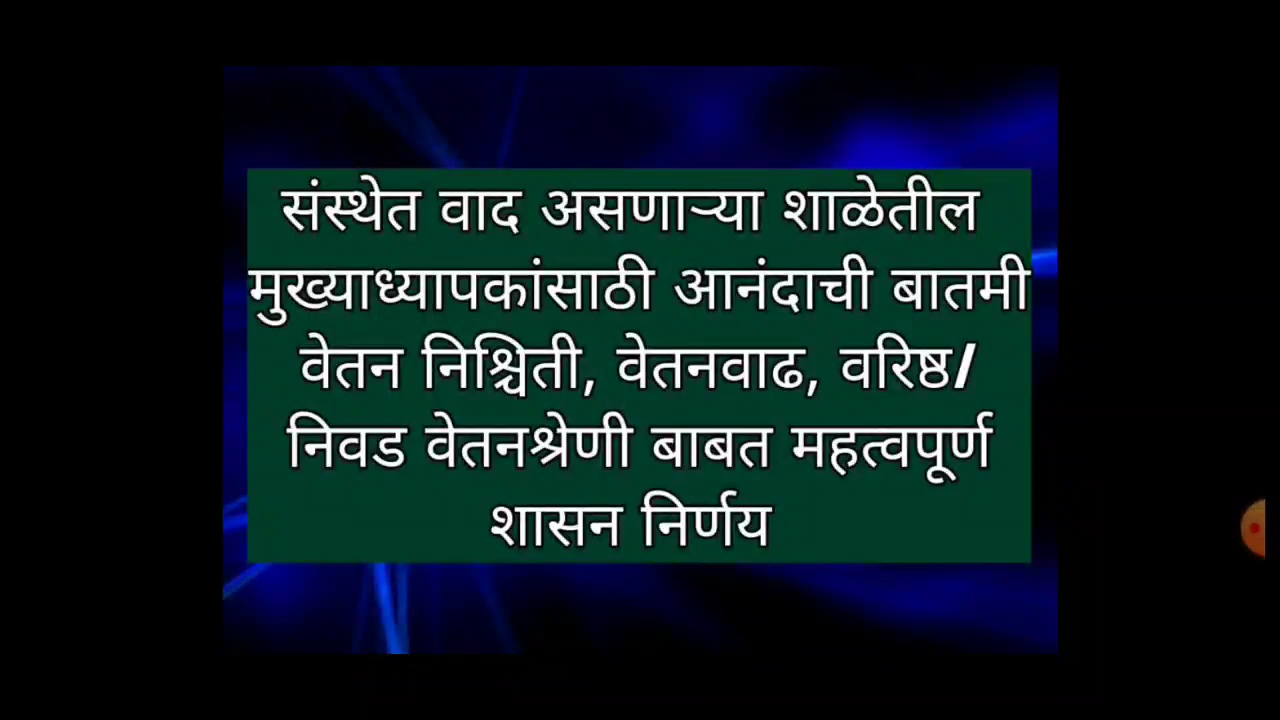 संस्थेत वाद असणाऱ्या शाळेतील
मुख्याध्यापकांसाठी आनंदाची बातमी
वेतन निश्चिती, वेतनवाढ, वरिष्ठ/
निवड वेतनश्रेणी बाबत महत्वपूर्ण
शासन निर्णय